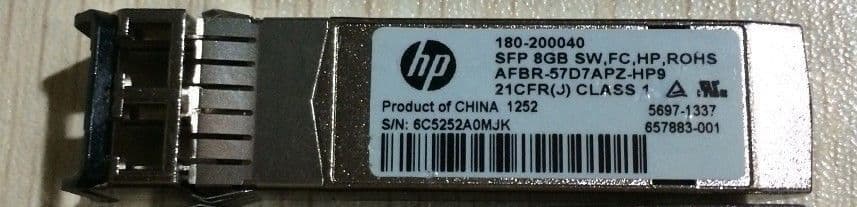 hp
180-200040
SFP 8GB SW,FC,HP,ROHS
AFBR-57D7APZ-HP9
21CFR(J) CLASS 1
Product of CHINA 1252
5697-1337
S/N: 6C5252A0MJK
657883-001